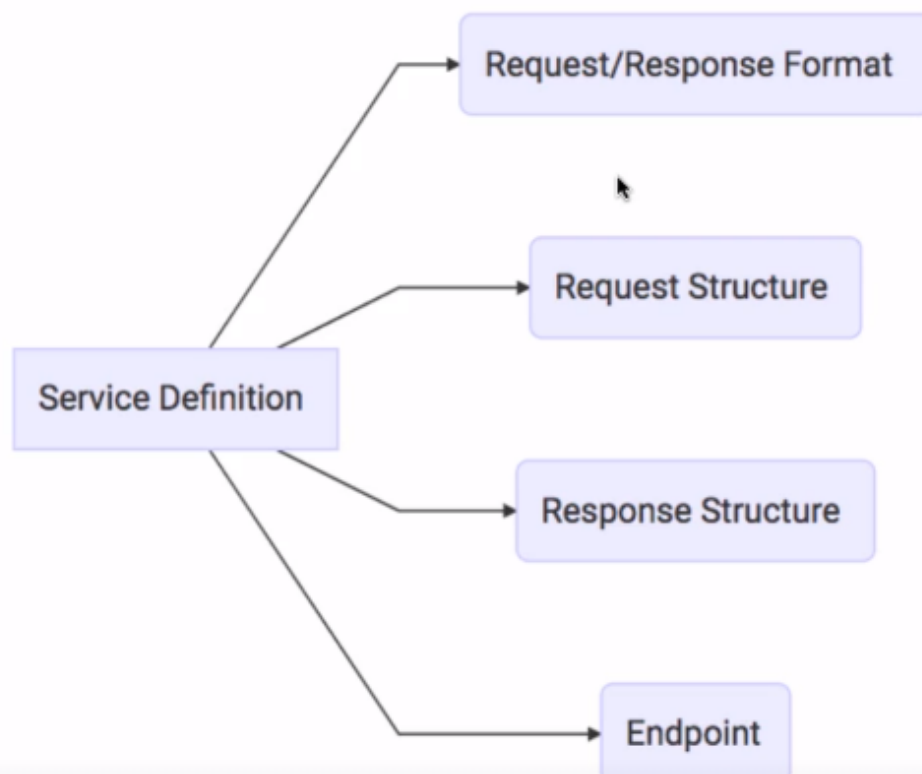 Request/Response Format
Request Structure
Service Definition
Response Structure
Endpoint